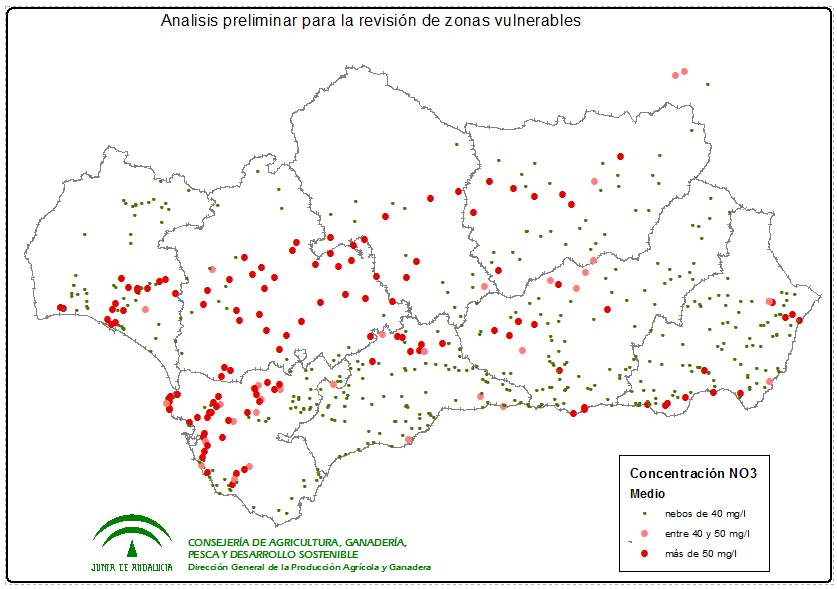 Analisis preliminar para la revisión de zonas vulnerables
Concentración NO3
Medio
nebos de 40 mg/l
entre 40 y 50 mg/l
más de 50 mg/l
JUNTA DE ANDALUCIA
CONSEJERÍA DE AGRICULTURA, GANADERÍA,
PESCA Y DESARROLLO SOSTENIBLE
Dirección General de la Producción Agrícola y Ganadera